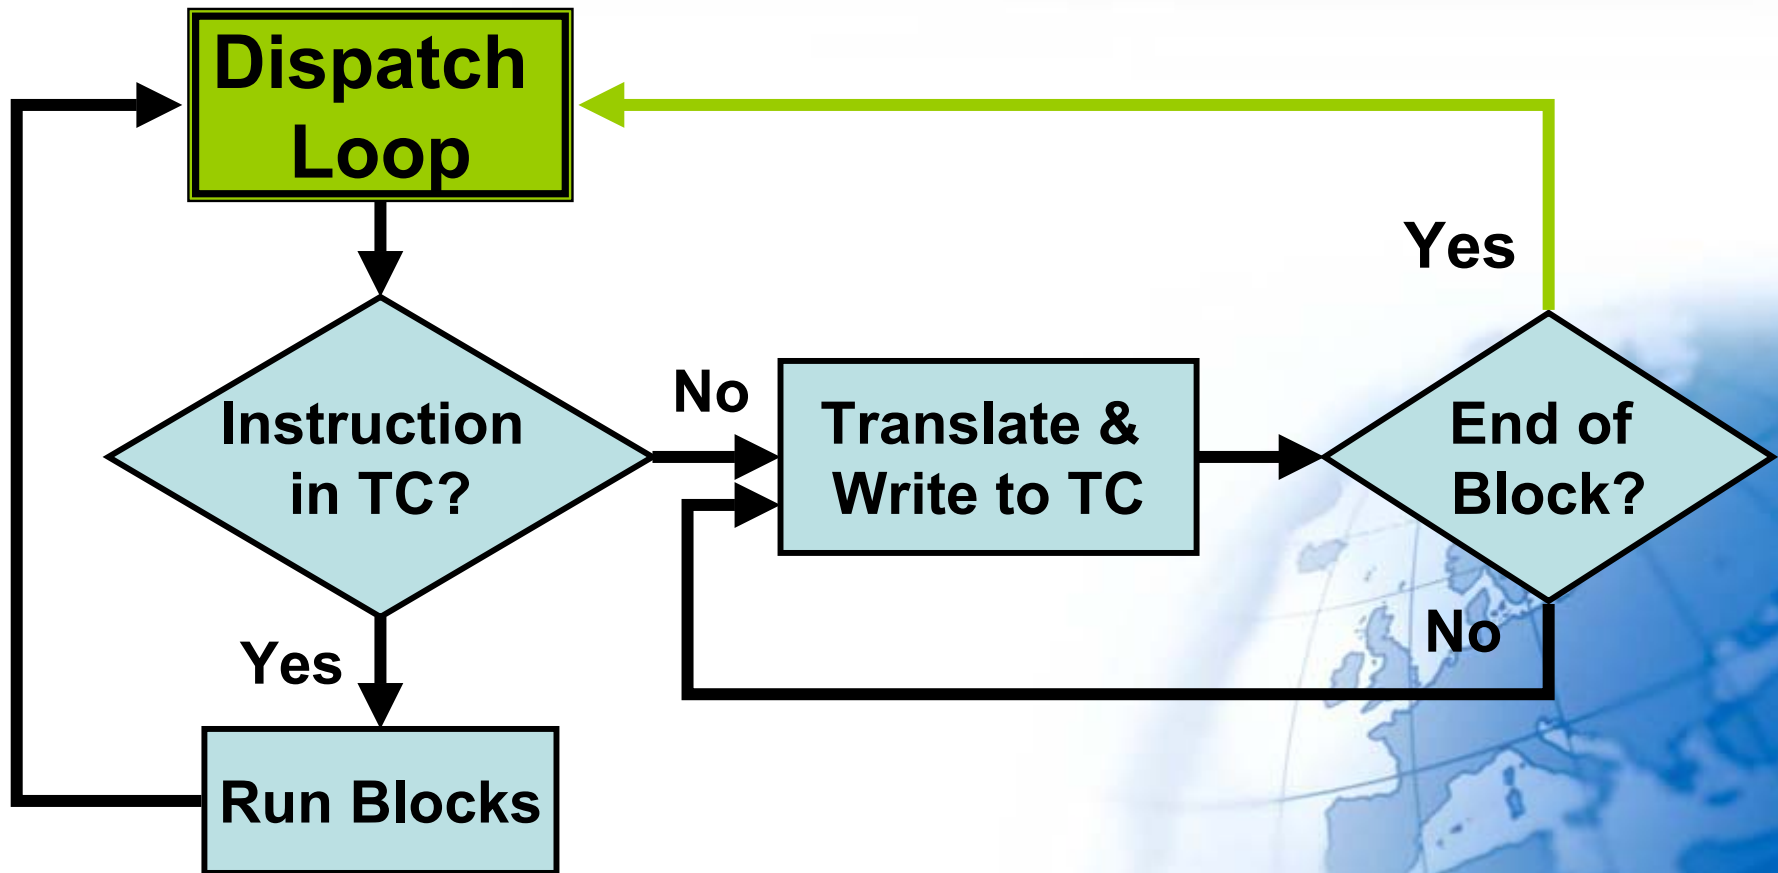 Dispatch
Loop
Yes
Instruction
in TC?
No
Translate &
Write to TC
End of
Block?
No
Yes
Run Blocks